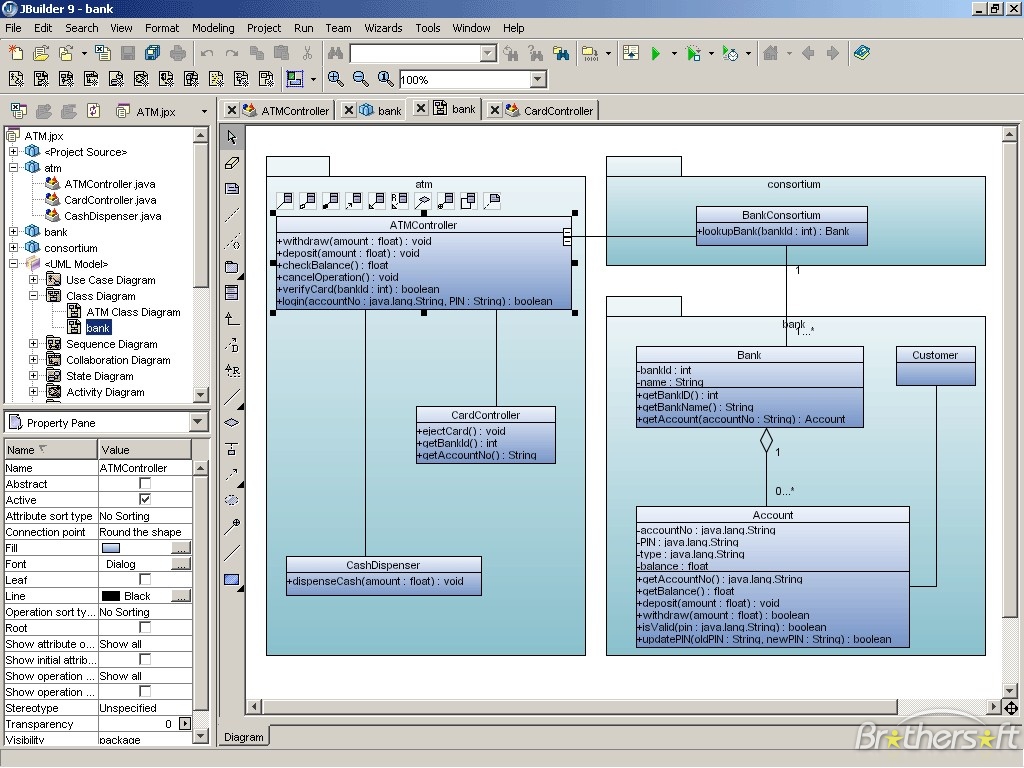 JBuilder 9 - bank
File Edit Search View Format Modeling Project Run Team Wizards Tools Window Help
100%
ATM.jpx
ATMController
bank
bank
CardController
ATM.jpx
<Project Source>
atm
ATMController.java
CardController.java
CashDispenser.java
bank
consortium
<UML Model>
Use Case Diagram
Class Diagram
ATM Class Diagram
bank
Sequence Diagram
Collaboration Diagram
State Diagram
Activity Diagram
Property Pane
Name Value
Name ATMController
Abstract
Active
Attribute sort type No Sorting
Connection point Round the shape
Fill ...
Font Dialog ...
Leaf
Line Black ...
Operation sort ty... No Sorting
Root
Show attribute o... Show all
Show initial attrib...
Show operation ... Show all
Show operation ...
Stereotype Unspecified
Transparency 0
Visibility package
atm
ATMController
+withdraw(amount : float) : void
+deposit(amount : float) : void
+checkBalance() : float
+cancelOperation() : void
+verifyCard(bankId : int) : boolean
+login(accountNo : java.lang.String, PIN : String) : boolean
CardController
+ejectCard() : void
+getBankId() : int
+getAccountNo() : String
CashDispenser
+dispenseCash(amount : float) : void
consortium
BankConsortium
+lookupBank(bankId : int) : Bank
1
bank
1...*
Bank
-bankId : int
-name : String
+getBankID() : int
+getBankName() : String
+getAccount(accountNo : String) : Account
Customer
1
0...*
Account
-accountNo : java.lang.String
-PIN : java.lang.String
-type : java.lang.String
-balance : float
+getAccountNo() : java.lang.String
+getBalance() : float
+deposit(amount : float) : void
+withdraw(amount : float) : boolean
+isValid(pin : java.lang.String) : boolean
+updatePIN(oldPIN : String, newPIN : String) : boolean
Diagram
Brothersoft